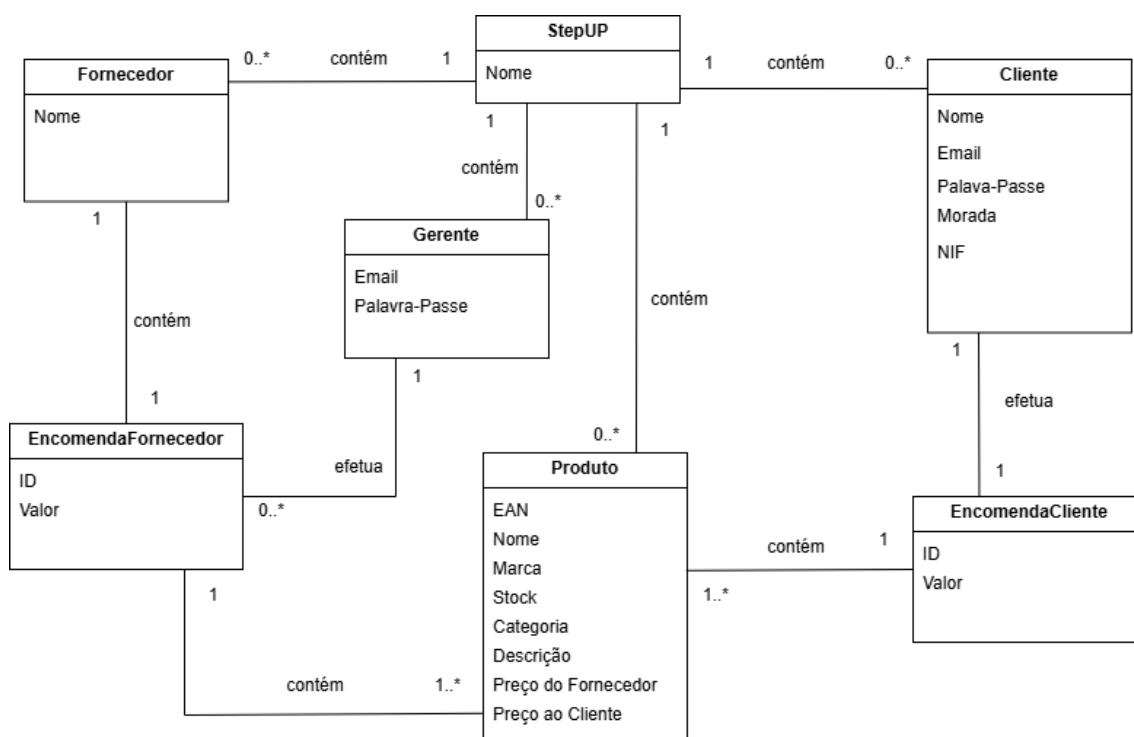 StepUP
Nome
0..*
contém
1
1
contém
0..*
Fornecedor
Nome
Cliente
Nome
Email
Palava-Passe
Morada
NIF
1
contém
0..*
1
contém
0..*
Gerente
Email
Palavra-Passe
1
contém
1
1
efetua
0..*
1
efetua
1
EncomendaFornecedor
ID
Valor
Produto
EAN
Nome
Marca
Stock
Categoria
Descrição
Preço do Fornecedor
Preço ao Cliente
EncomendaCliente
ID
Valor
contém
1
1..*
1
contém
1..*